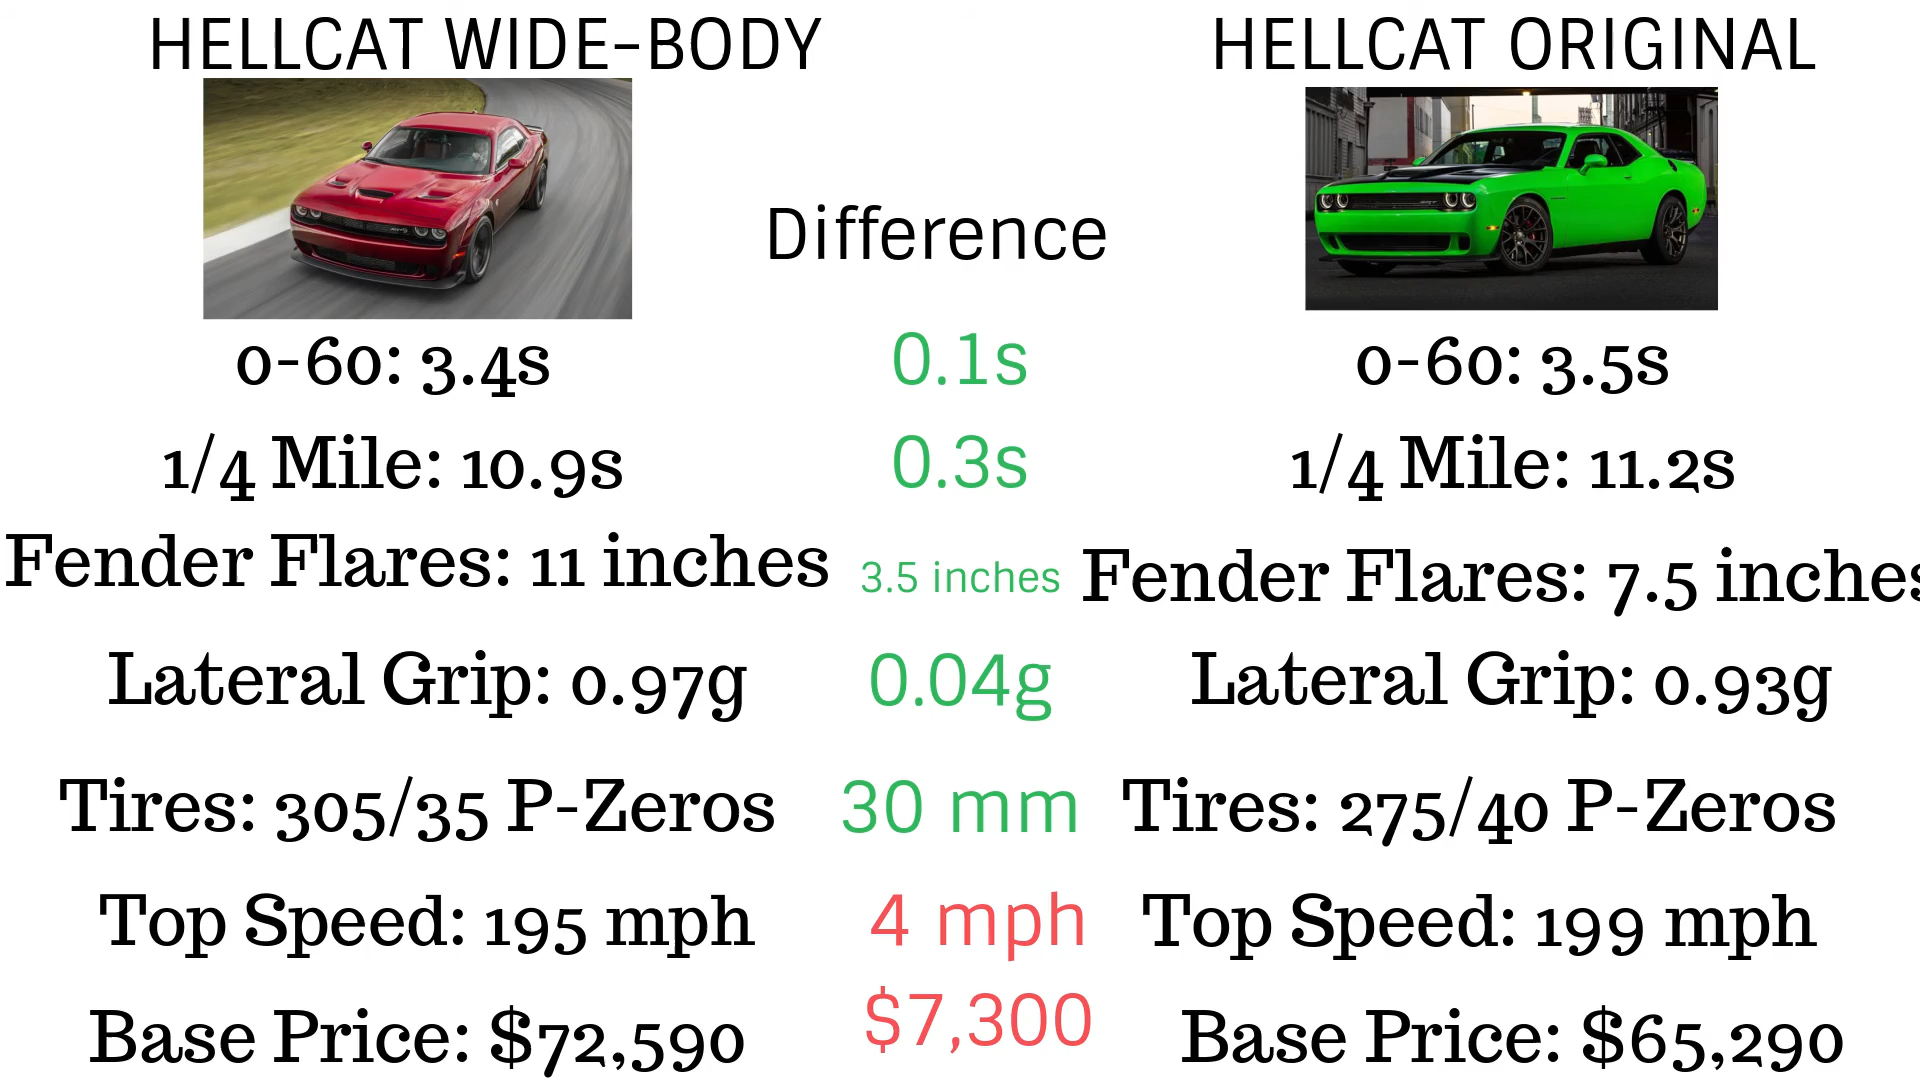 HELLCAT WIDE-BODY
HELLCAT ORIGINAL
Difference
0-60: 3.4s
0.1s
0-60: 3.5s
1/4 Mile: 10.9s
0.3s
1/4 Mile: 11.2s
Fender Flares: 11 inches
3.5 inches
Fender Flares: 7.5 inches
Lateral Grip: 0.97g
0.04g
Lateral Grip: 0.93g
Tires: 305/35 P-Zeros
30 mm
Tires: 275/40 P-Zeros
Top Speed: 195 mph
4 mph
Top Speed: 199 mph
Base Price: $72,590
$7,300
Base Price: $65,290